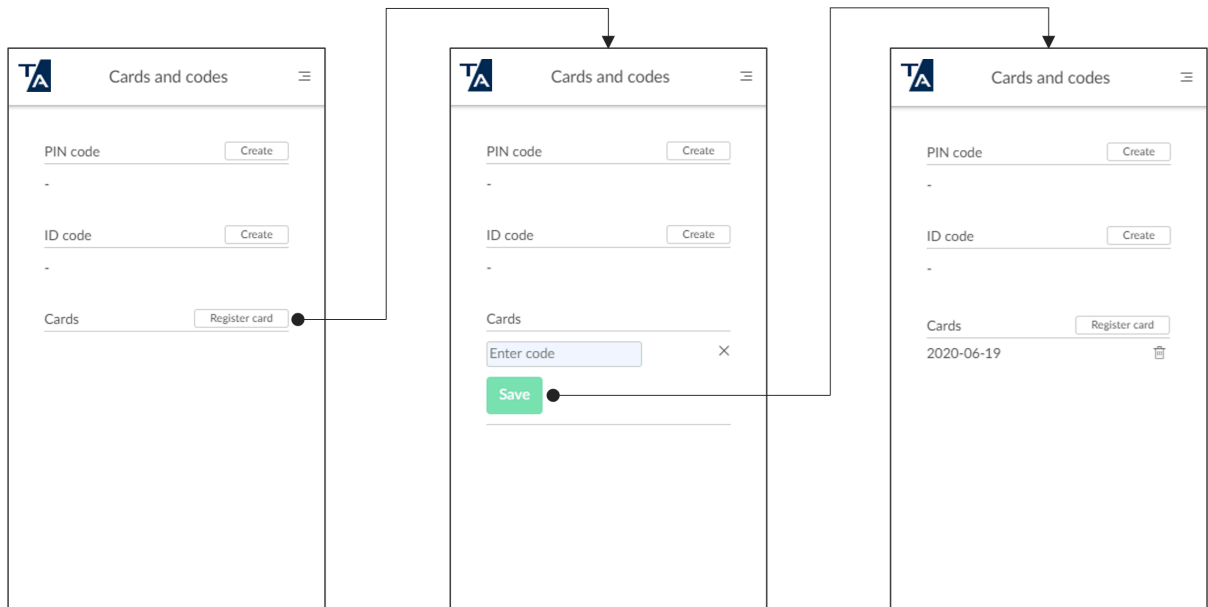 TA
Cards and codes
PIN code
Create
-
ID code
Create
-
Cards
Register card
TA
Cards and codes
PIN code
Create
-
ID code
Create
-
Cards
Enter code
Save
TA
Cards and codes
PIN code
Create
-
ID code
Create
-
Cards
Register card
2020-06-19